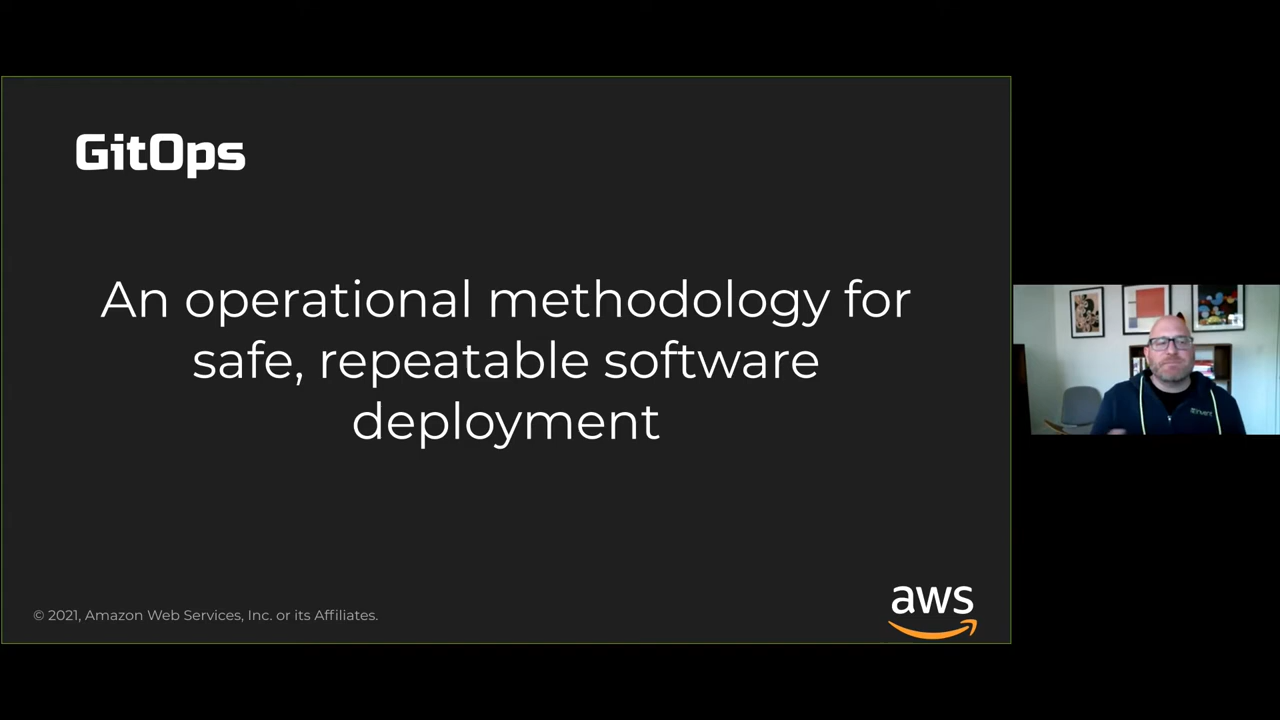 GitOps
An operational methodology for
safe, repeatable software
deployment
© 2021, Amazon Web Services, Inc. or its Affiliates.
aws